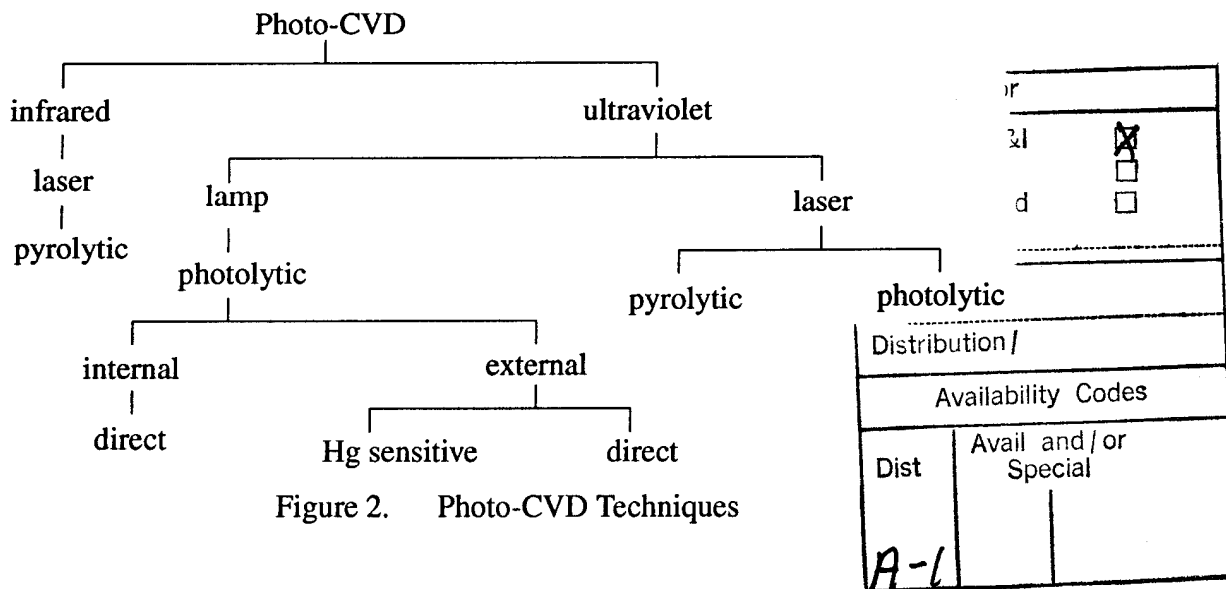 Photo-CVD
infrared ultraviolet
laser lamp laser
pyrolytic photolytic pyrolytic photolytic
internal external
direct Hg sensitive direct
Figure 2. Photo-CVD Techniques
&I
d
Distribution/
Availability Codes
Dist Avail and/or
Special
A-1